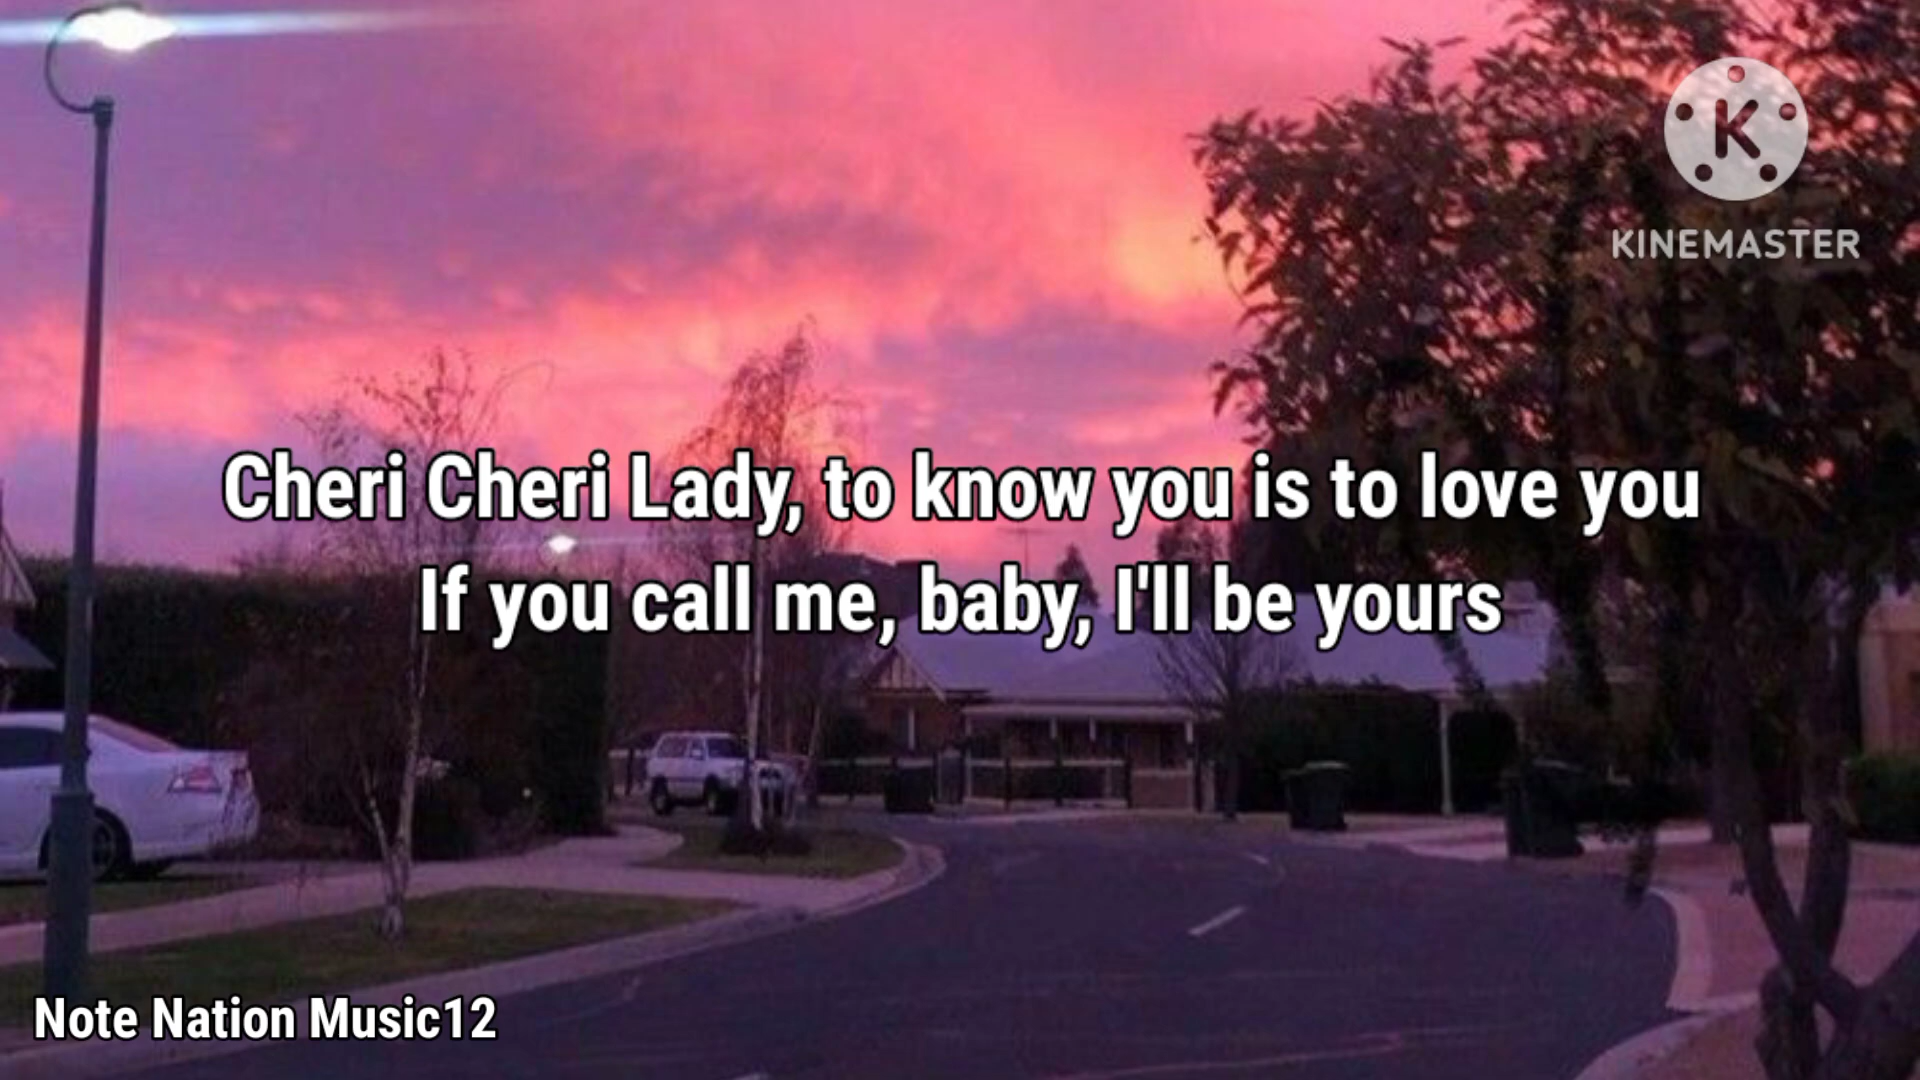 K
KINEMASTER
Cheri Cheri Lady, to know you is to love you
If you call me, baby, I'll be yours
Note Nation Music12